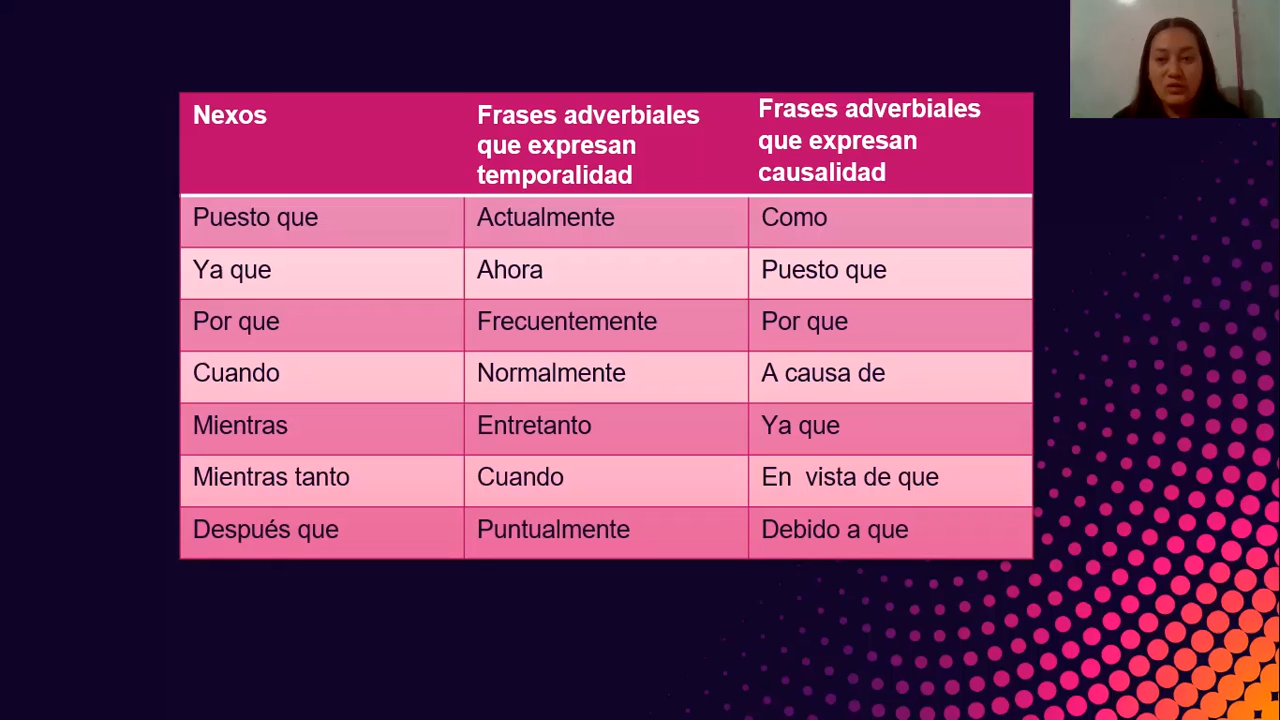 Nexos
Frases adverbiales
que expresan
temporalidad
Frases adverbiales
que expresan
causalidad
Puesto que
Actualmente
Como
Ya que
Ahora
Puesto que
Por que
Frecuentemente
Por que
Cuando
Normalmente
A causa de
Mientras
Entretanto
Ya que
Mientras tanto
Cuando
En  vista de que
Después que
Puntualmente
Debido a que